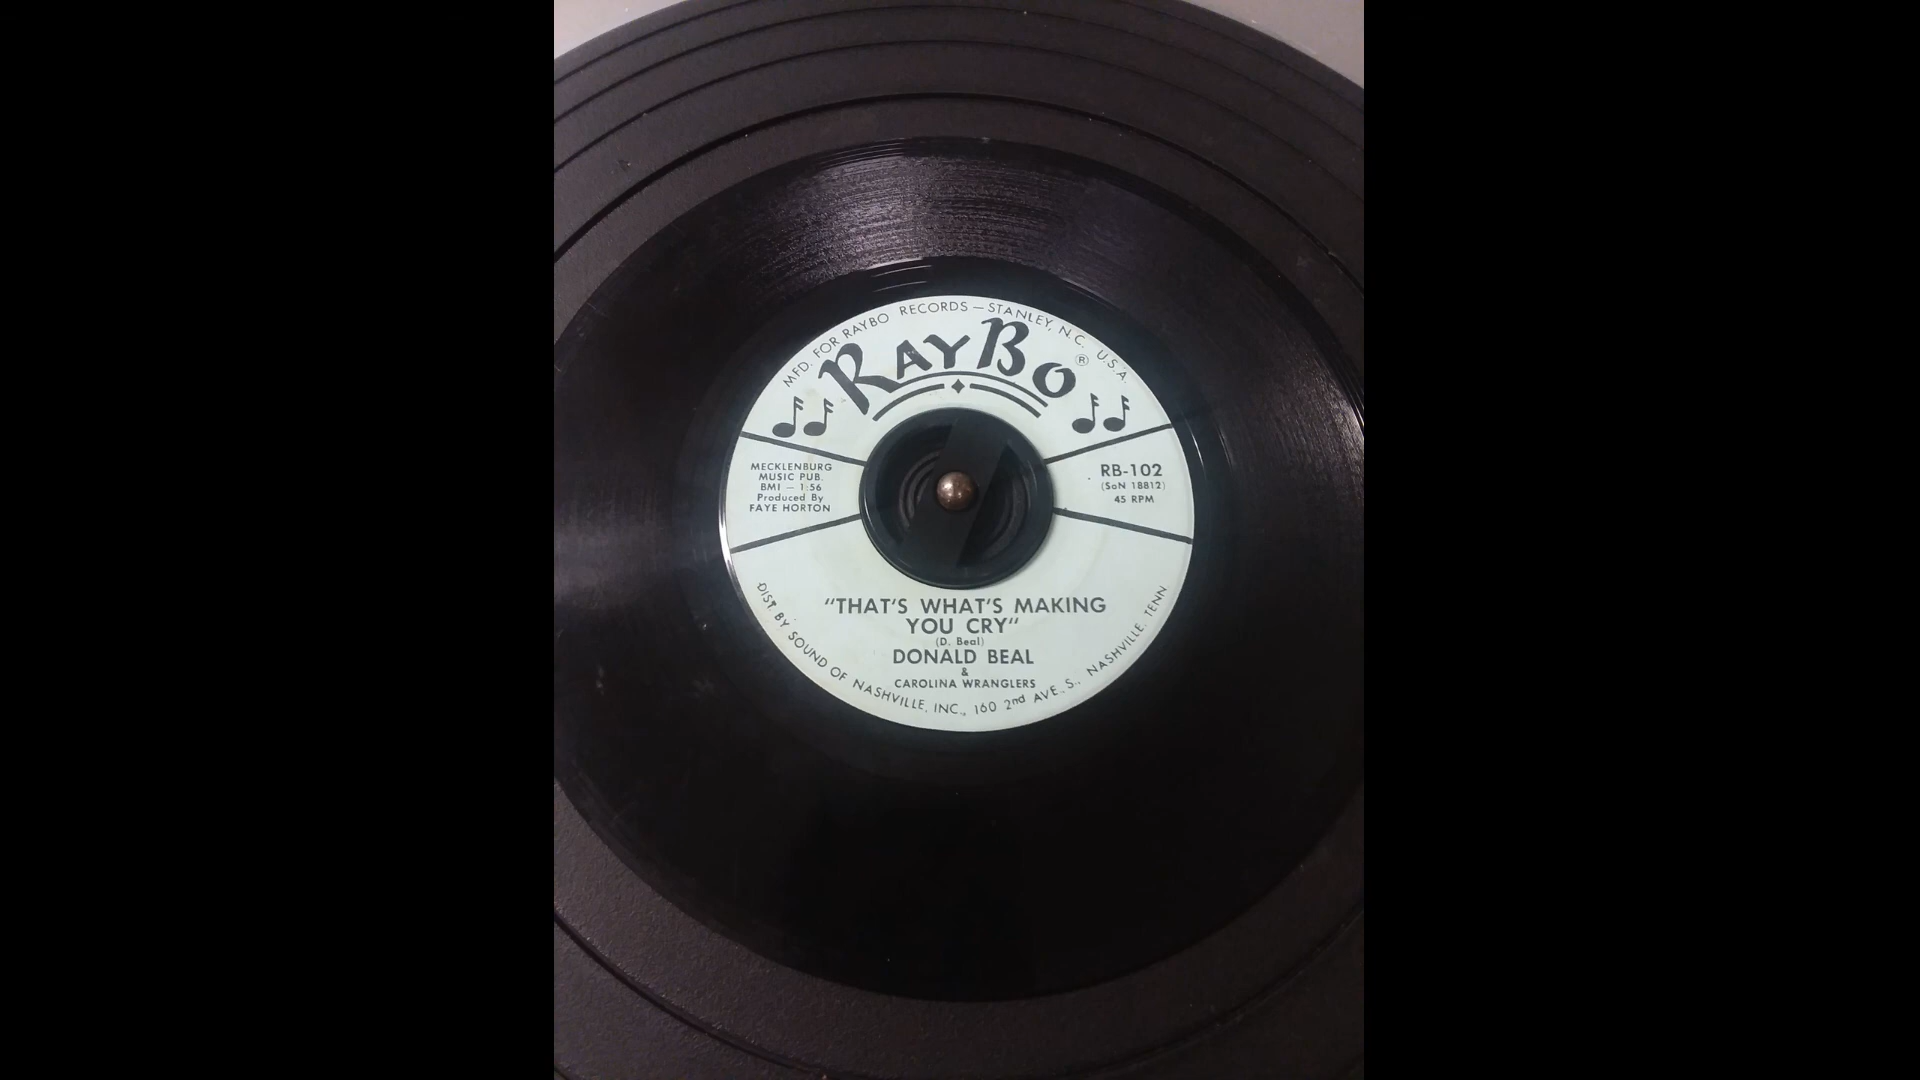 MFD. FOR RAYBO RECORDS — STANLEY, N.C. U.S.A.
RAYBO ®
MECKLENBURG
MUSIC PUB.
BMI — 1:56
Produced By
FAYE HORTON
RB-102
(SoN 18812)
45 RPM
"THAT'S WHAT'S MAKING
YOU CRY"
(D. Beal)
DONALD BEAL
&
CAROLINA WRANGLERS
DIST. BY SOUND OF NASHVILLE, INC., 160 2nd AVE. S., NASHVILLE, TENN.